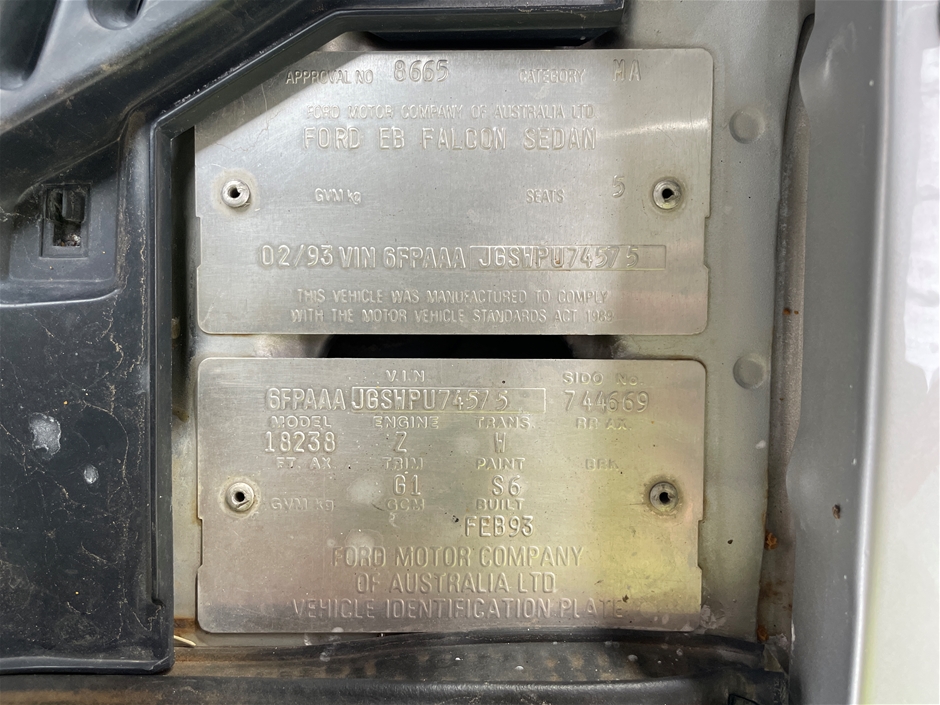 APPROVAL NO 8665 CATEGORY MA
FORD MOTOR COMPANY OF AUSTRALIA LTD
FORD EB FALCON SEDAN
GVM kg SEATS 5
02/93 VIN 6FPAAA JGSHPU74575
THIS VEHICLE WAS MANUFACTURED TO COMPLY
WITH THE MOTOR VEHICLE STANDARDS ACT 1989
V.I.N. SIDO NO.
6FPAAA JGSHPU74575 744669
MODEL ENGINE TRANS. RR AX.
18238 Z W
FT. AX. TRIM PAINT BRK.
G1 S6
GVM kg GCM BUILT
FEB93
FORD MOTOR COMPANY
OF AUSTRALIA LTD.
VEHICLE IDENTIFICATION PLATE